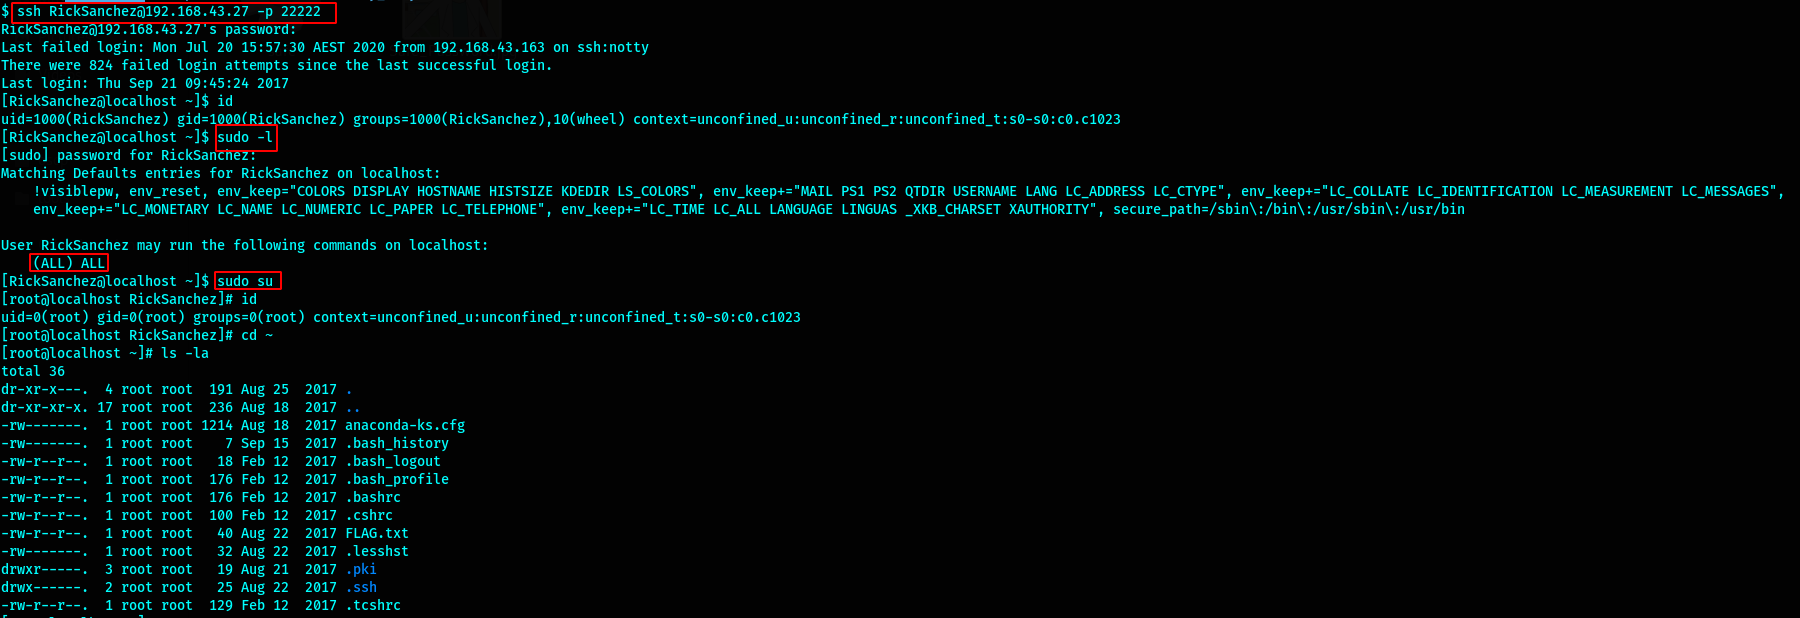 $ ssh RickSanchez@192.168.43.27 -p 22222
RickSanchez@192.168.43.27's password:
Last failed login: Mon Jul 20 15:57:30 AEST 2020 from 192.168.43.163 on ssh:notty
There were 824 failed login attempts since the last successful login.
Last login: Thu Sep 21 09:45:24 2017
[RickSanchez@localhost ~]$ id
uid=1000(RickSanchez) gid=1000(RickSanchez) groups=1000(RickSanchez),10(wheel) context=unconfined_u:unconfined_r:unconfined_t:s0-s0:c0.c1023
[RickSanchez@localhost ~]$ sudo -l
[sudo] password for RickSanchez:
Matching Defaults entries for RickSanchez on localhost:
    !visiblepw, env_reset, env_keep="COLORS DISPLAY HOSTNAME HISTSIZE KDEDIR LS_COLORS", env_keep+="MAIL PS1 PS2 QTDIR USERNAME LANG LC_ADDRESS LC_CTYPE", env_keep+="LC_COLLATE LC_IDENTIFICATION LC_MEASUREMENT LC_MESSAGES",
    env_keep+="LC_MONETARY LC_NAME LC_NUMERIC LC_PAPER LC_TELEPHONE", env_keep+="LC_TIME LC_ALL LANGUAGE LINGUAS _XKB_CHARSET XAUTHORITY", secure_path=/sbin\:/bin\:/usr/sbin\:/usr/bin

User RickSanchez may run the following commands on localhost:
    (ALL) ALL
[RickSanchez@localhost ~]$ sudo su
[root@localhost RickSanchez]# id
uid=0(root) gid=0(root) groups=0(root) context=unconfined_u:unconfined_r:unconfined_t:s0-s0:c0.c1023
[root@localhost RickSanchez]# cd ~
[root@localhost ~]# ls -la
total 36
dr-xr-x---.  4 root root  191 Aug 25  2017 .
dr-xr-xr-x. 17 root root  236 Aug 18  2017 ..
-rw-------.  1 root root 1214 Aug 18  2017 anaconda-ks.cfg
-rw-------.  1 root root    7 Sep 15  2017 .bash_history
-rw-r--r--.  1 root root   18 Feb 12  2017 .bash_logout
-rw-r--r--.  1 root root  176 Feb 12  2017 .bash_profile
-rw-r--r--.  1 root root  176 Feb 12  2017 .bashrc
-rw-r--r--.  1 root root  100 Feb 12  2017 .cshrc
-rw-r--r--.  1 root root   40 Aug 22  2017 FLAG.txt
-rw-------.  1 root root   32 Aug 22  2017 .lesshst
drwxr-----.  3 root root   19 Aug 21  2017 .pki
drwx------.  2 root root   25 Aug 22  2017 .ssh
-rw-r--r--.  1 root root  129 Feb 12  2017 .tcshrc